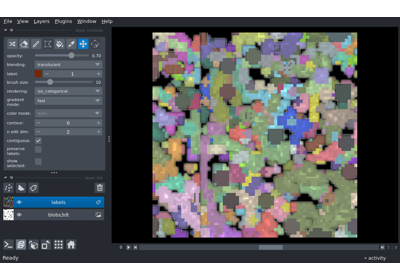 File View Layers Plugins Window Help
opacity: 0.70
blending: translucent
label: 1
brush size: 10
rendering: iso_categorical
gradient mode: fast
color mode:
contour: 0
n edit dim: 2
contiguous:
preserve labels:
show selected:
labels
blobs3dt
Ready
activity